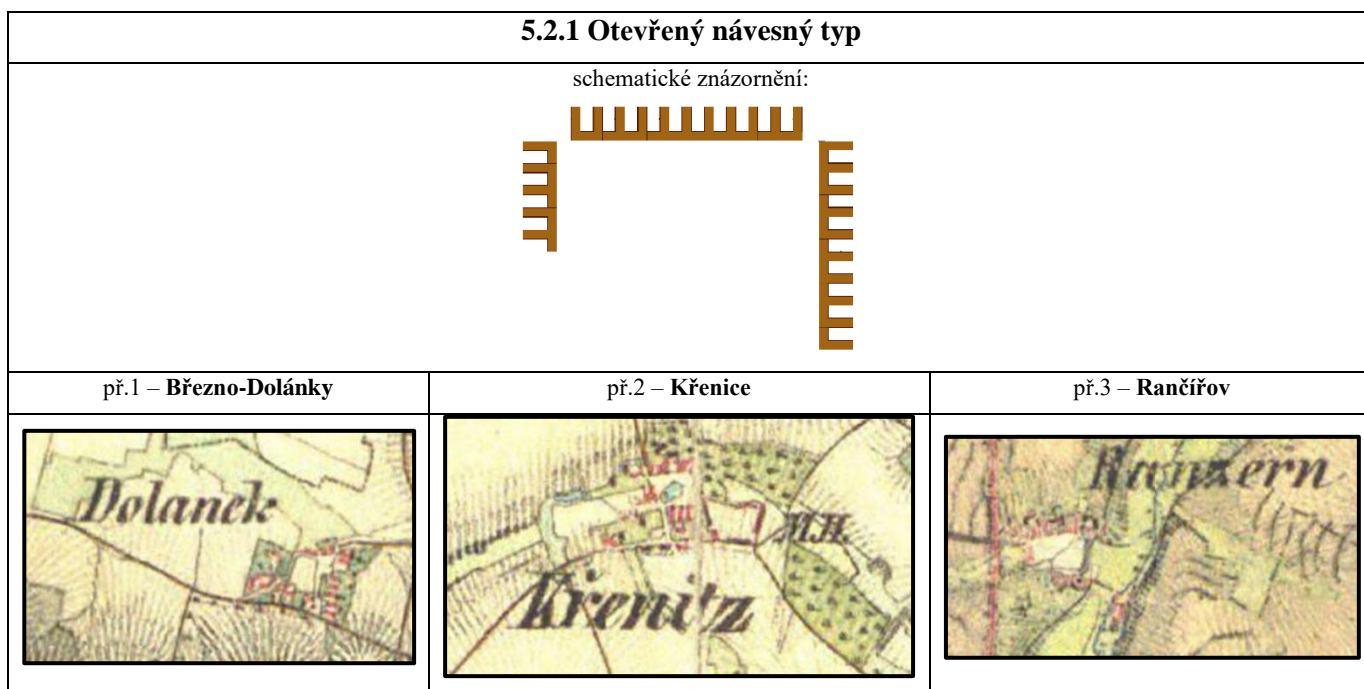 5.2.1 Otevřený návesný typ
schematické znázornění:
př.1 – Březno-Dolánky
př.2 – Křenice
př.3 – Rančířov
Dolanek
Křenitz
M.H.
Ranzern